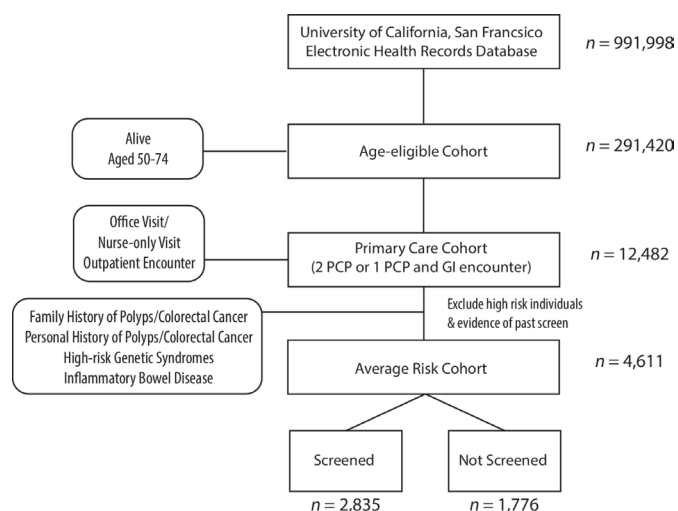 University of California, San Francsico
Electronic Health Records Database
n = 991,998
Alive
Aged 50-74
Age-eligible Cohort
n = 291,420
Office Visit/
Nurse-only Visit
Outpatient Encounter
Primary Care Cohort
(2 PCP or 1 PCP and GI encounter)
n = 12,482
Family History of Polyps/Colorectal Cancer
Personal History of Polyps/Colorectal Cancer
High-risk Genetic Syndromes
Inflammatory Bowel Disease
Exclude high risk individuals
& evidence of past screen
Average Risk Cohort
n = 4,611
Screened
Not Screened
n = 2,835
n = 1,776